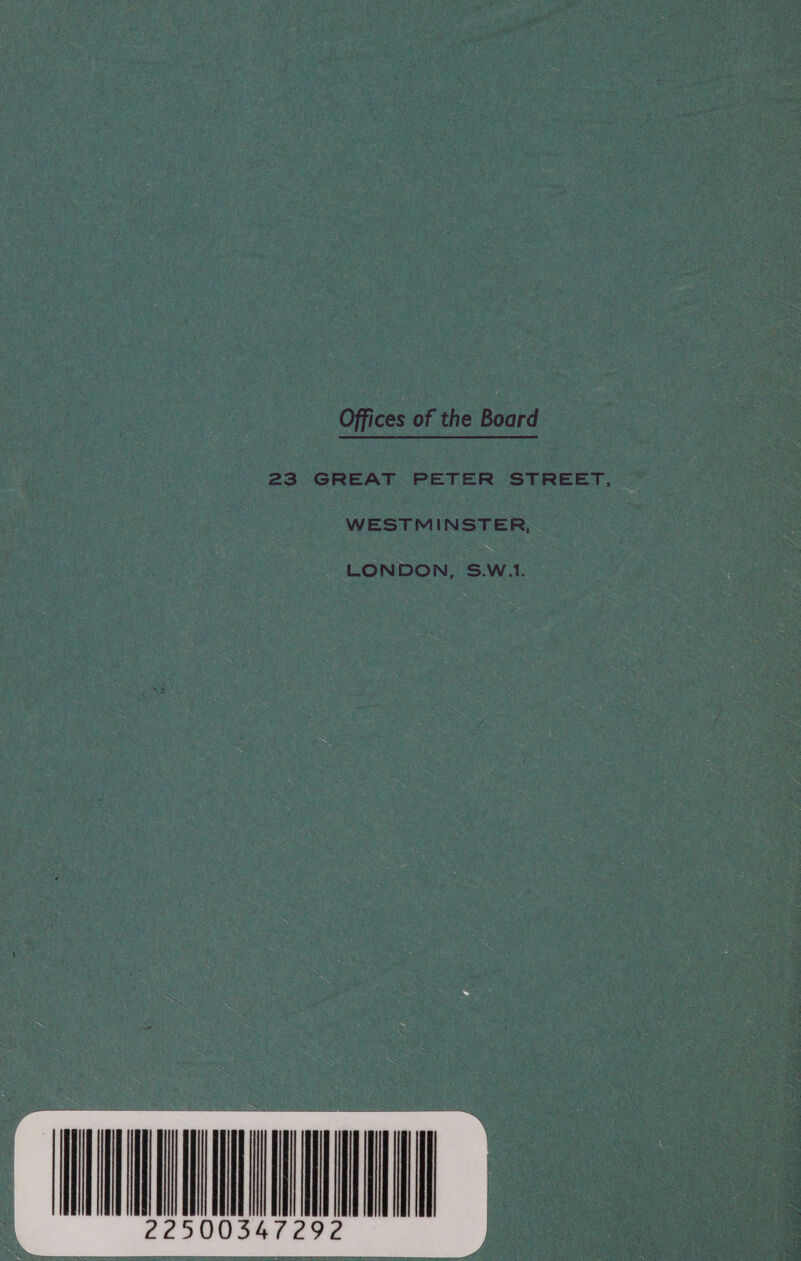 Offices of the Board
23 GREAT PETER STREET,
WESTMINSTER,
LONDON, S.W.1.
22500347292